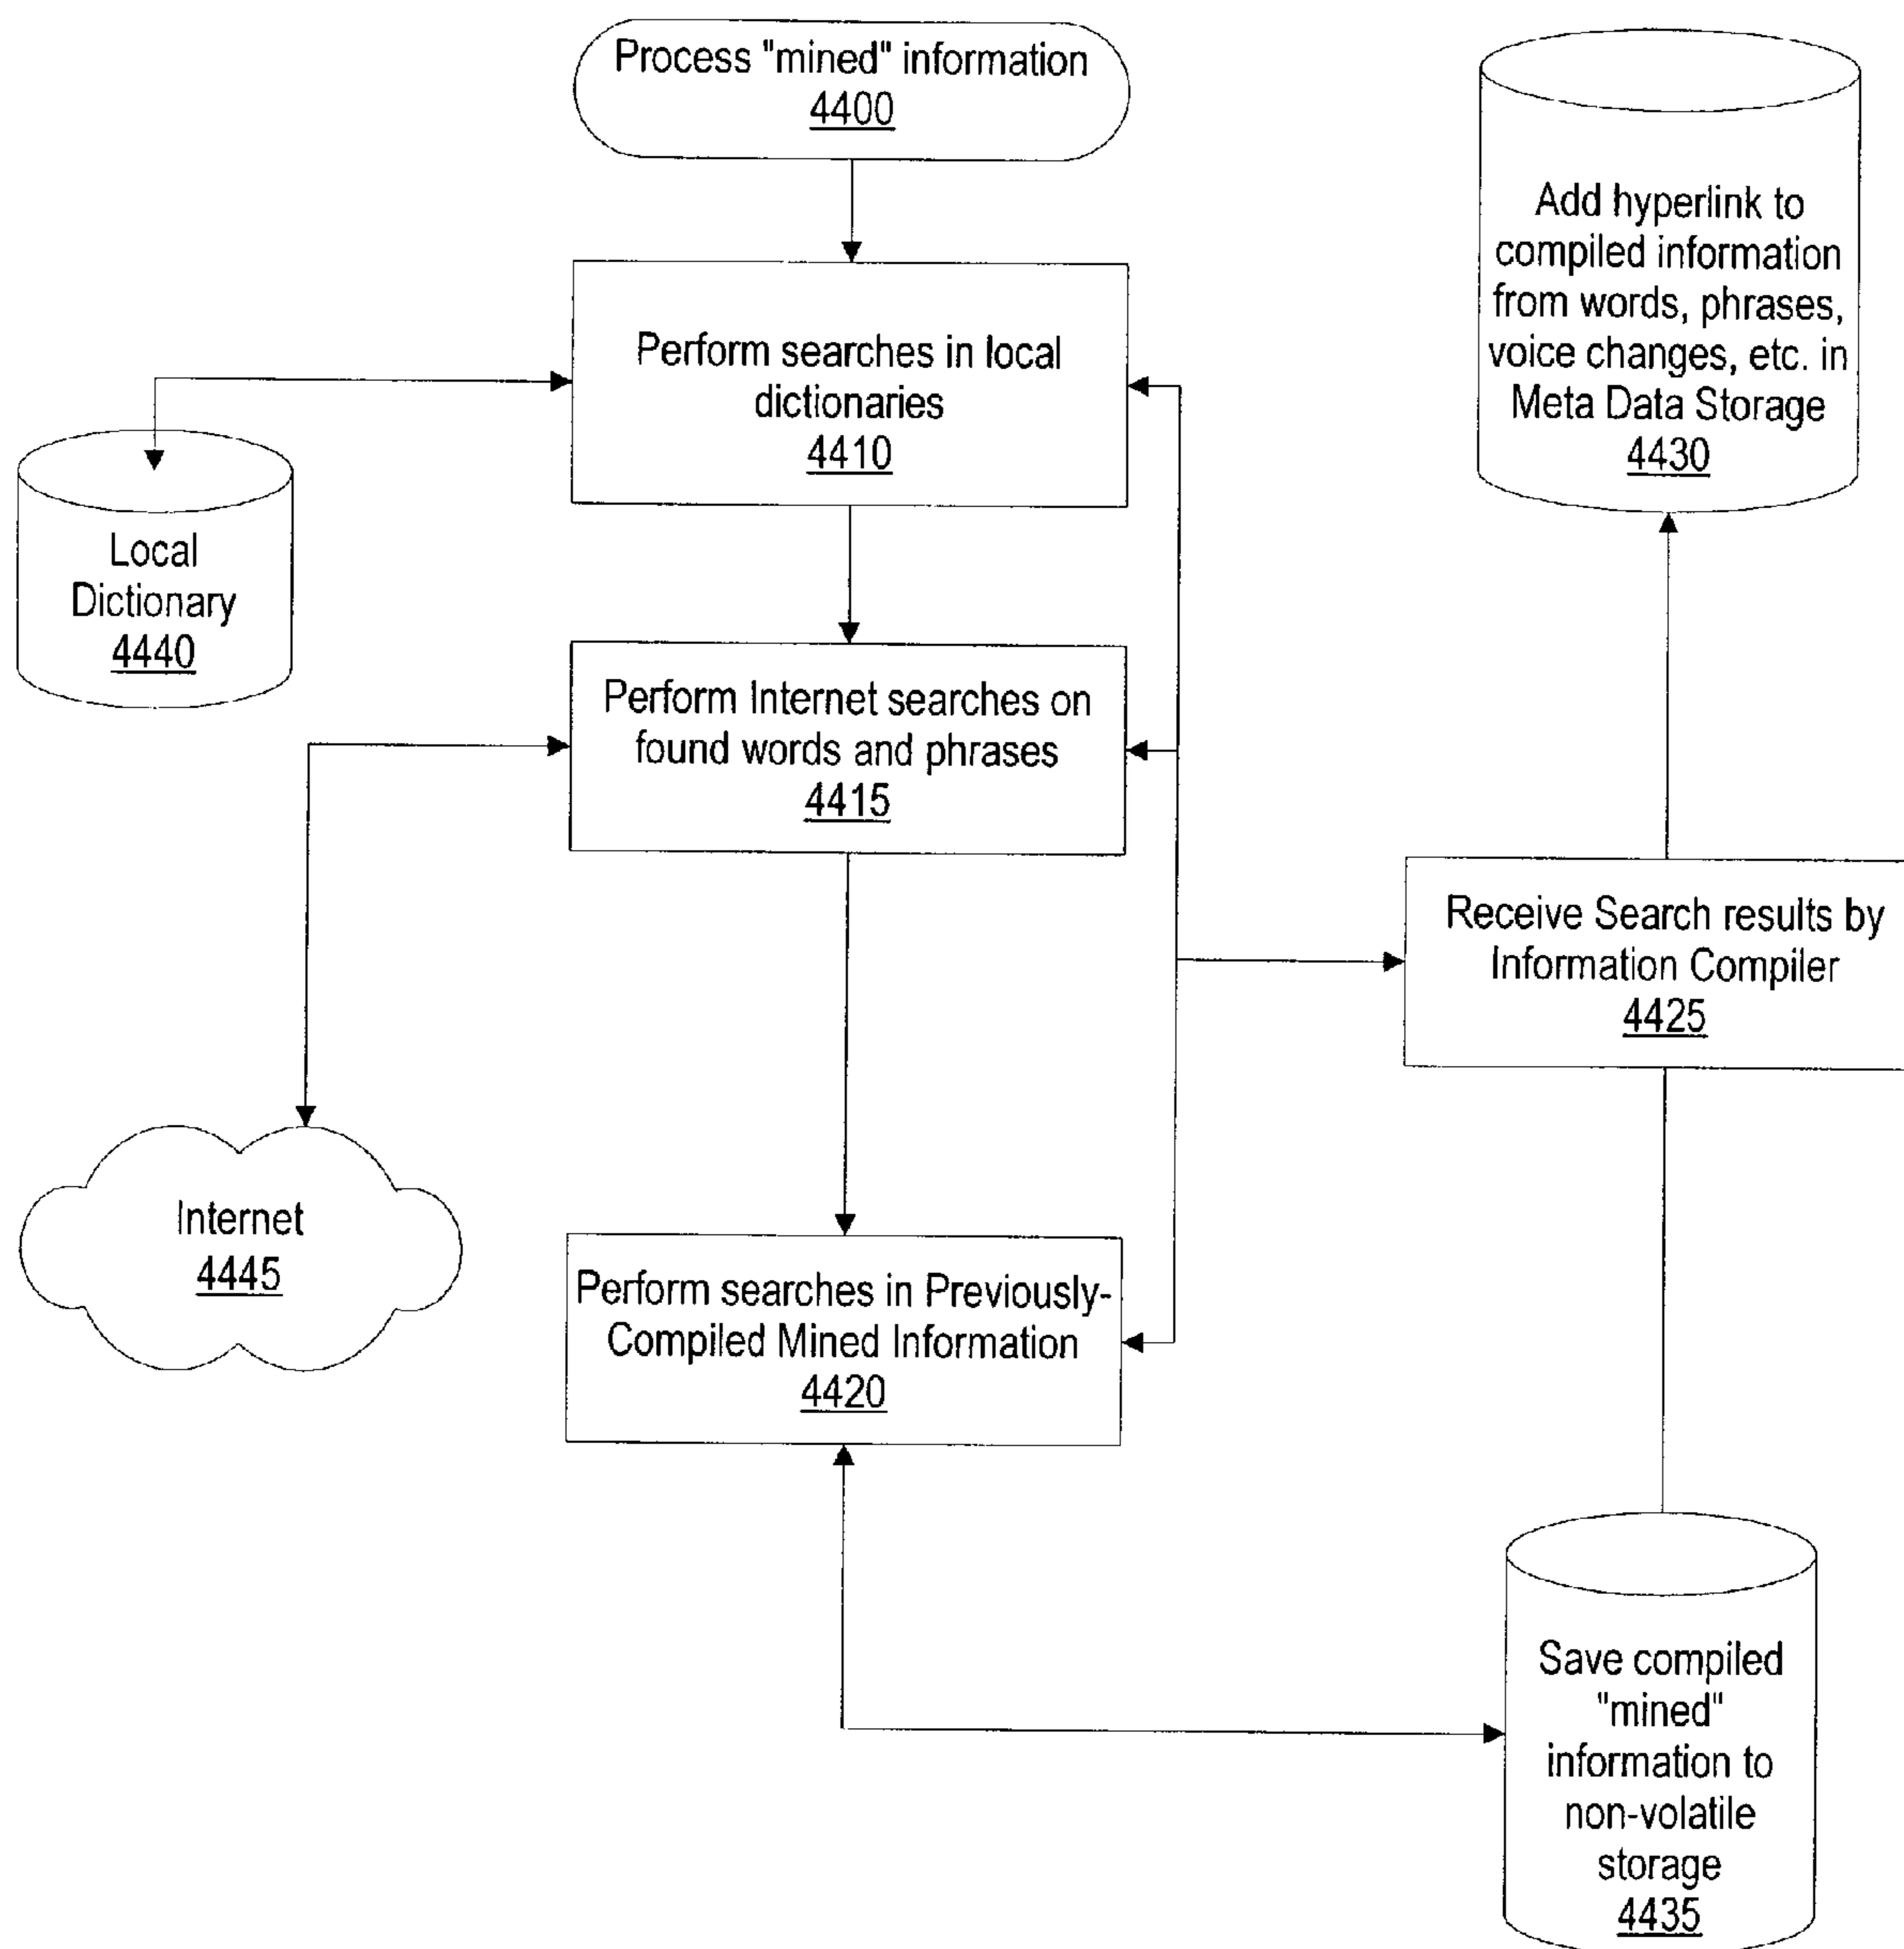 Process "mined" information
4400
Perform searches in local
dictionaries
4410
Local
Dictionary
4440
Perform Internet searches on
found words and phrases
4415
Internet
4445
Perform searches in Previously-
Compiled Mined Information
4420
Add hyperlink to
compiled information
from words, phrases,
voice changes, etc. in
Meta Data Storage
4430
Receive Search results by
Information Compiler
4425
Save compiled
"mined"
information to
non-volatile
storage
4435